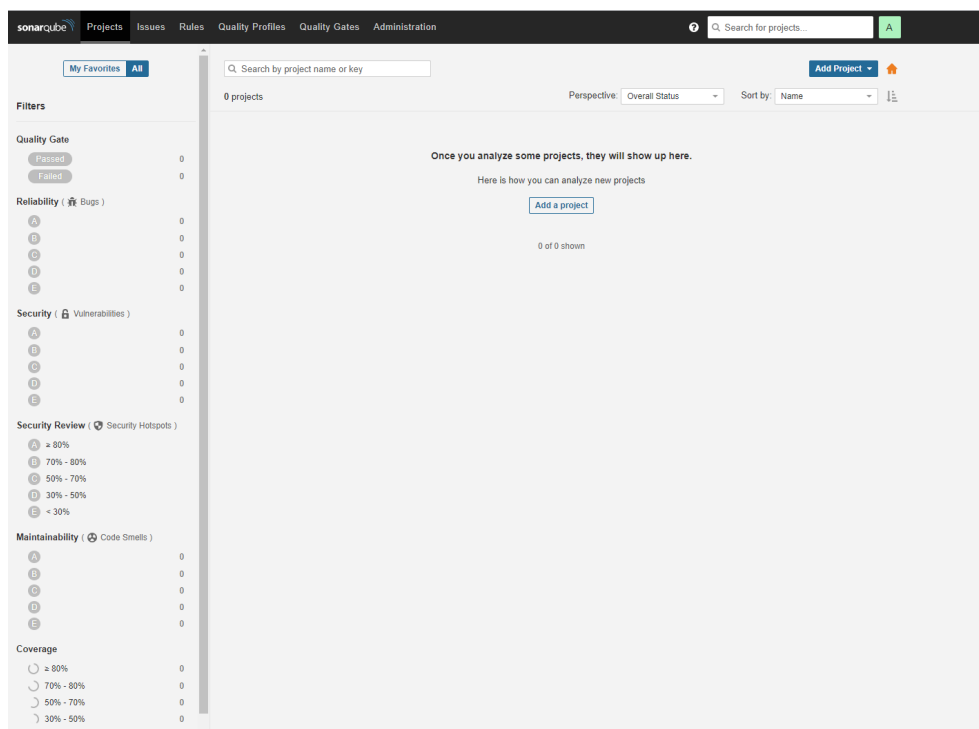 sonarqube Projects Issues Rules Quality Profiles Quality Gates Administration ? Search for projects... A
My Favorites All
Search by project name or key
Add Project
Filters
0 projects
Perspective: Overall Status
Sort by: Name
Quality Gate
Passed 0
Failed 0
Reliability ( Bugs )
A 0
B 0
C 0
D 0
E 0
Security ( Vulnerabilities )
A 0
B 0
C 0
D 0
E 0
Security Review ( Security Hotspots )
A ≥ 80%
B 70% - 80%
C 50% - 70%
D 30% - 50%
E < 30%
Maintainability ( Code Smells )
A 0
B 0
C 0
D 0
E 0
Coverage
≥ 80% 0
70% - 80% 0
50% - 70% 0
30% - 50% 0
Once you analyze some projects, they will show up here.
Here is how you can analyze new projects
Add a project
0 of 0 shown